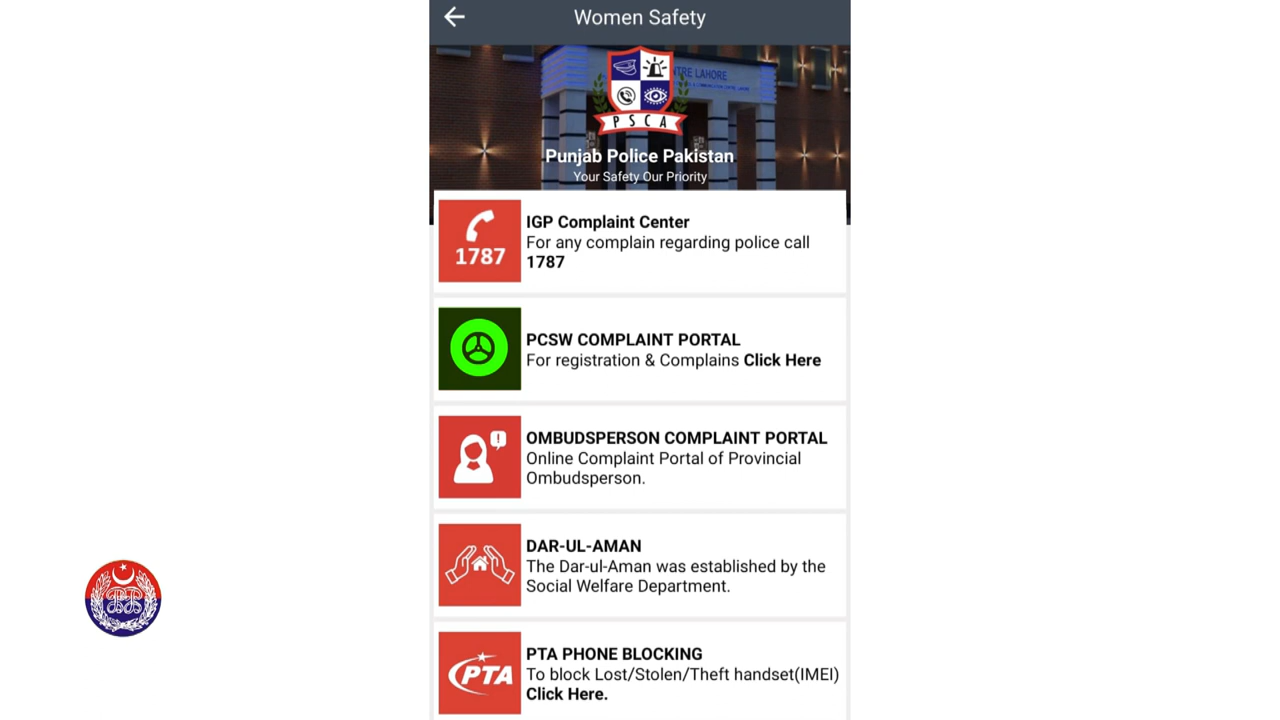 Women Safety
NTRE LAHORE
PSCA
Punjab Police Pakistan
Your Safety Our Priority
1787
IGP Complaint Center
For any complain regarding police call
1787
PCSW COMPLAINT PORTAL
For registration & Complains Click Here
OMBUDSPERSON COMPLAINT PORTAL
Online Complaint Portal of Provincial
Ombudsperson.
DAR-UL-AMAN
The Dar-ul-Aman was established by the
Social Welfare Department.
PTA
PTA PHONE BLOCKING
To block Lost/Stolen/Theft handset(IMEI)
Click Here.